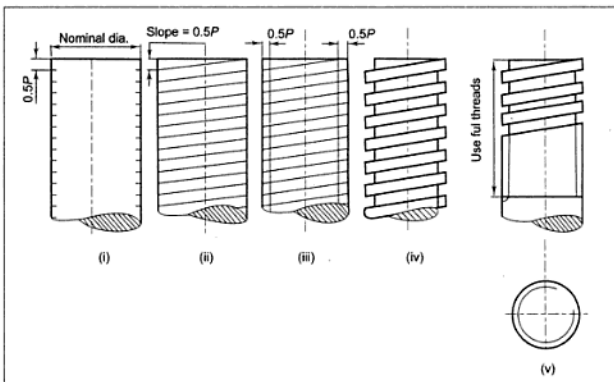 Nominal dia.
0.5P
Slope = 0.5P
0.5P
0.5P
Use ful threads
(i)
(ii)
(iii)
(iv)
(v)